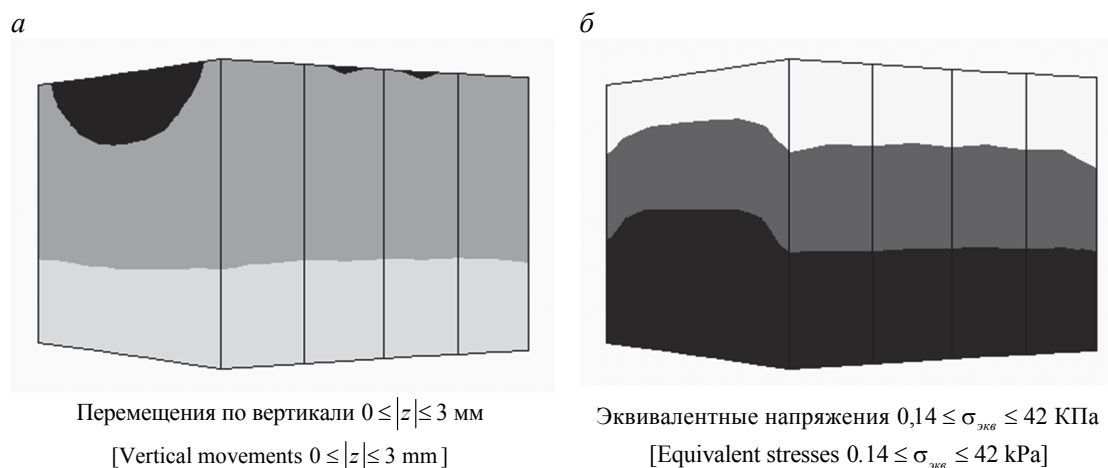 а
б
Перемещения по вертикали 0 ≤ |z| ≤ 3 мм
[Vertical movements 0 ≤ |z| ≤ 3 mm]
Эквивалентные напряжения 0,14 ≤ σэкв ≤ 42 КПа
[Equivalent stresses 0.14 ≤ σэкв ≤ 42 kPa]